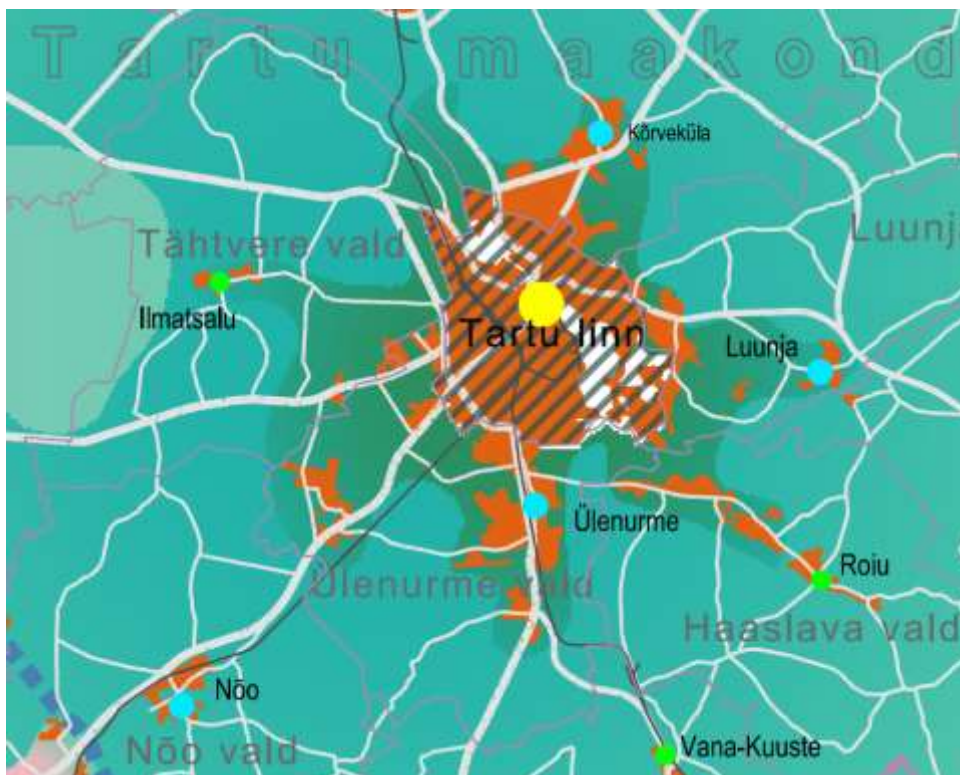 Tartu maakond
Kõrveküla
Luunja
Tähtvere vald
Ilmatsalu
Tartu linn
Luunja
Ülenurme
Roiu
Ülenurme vald
Haaslava vald
Nõo
Vana-Kuuste
Nõo vald